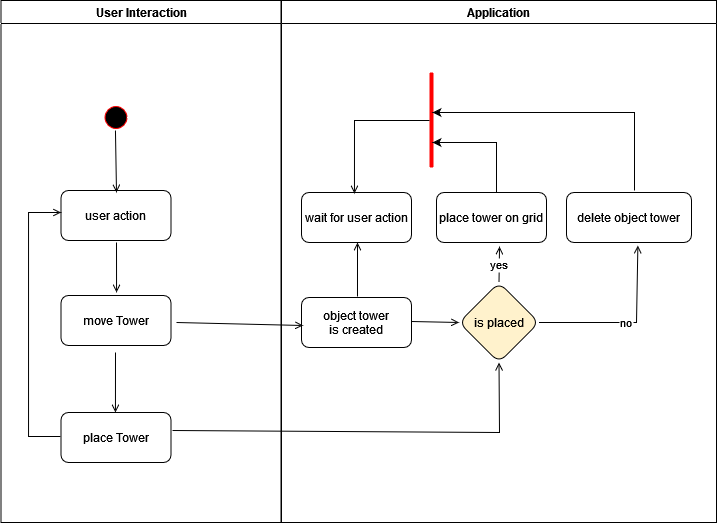 User Interaction
Application
user action
wait for user action
place tower on grid
delete object tower
yes
move Tower
object tower
is created
is placed
no
place Tower